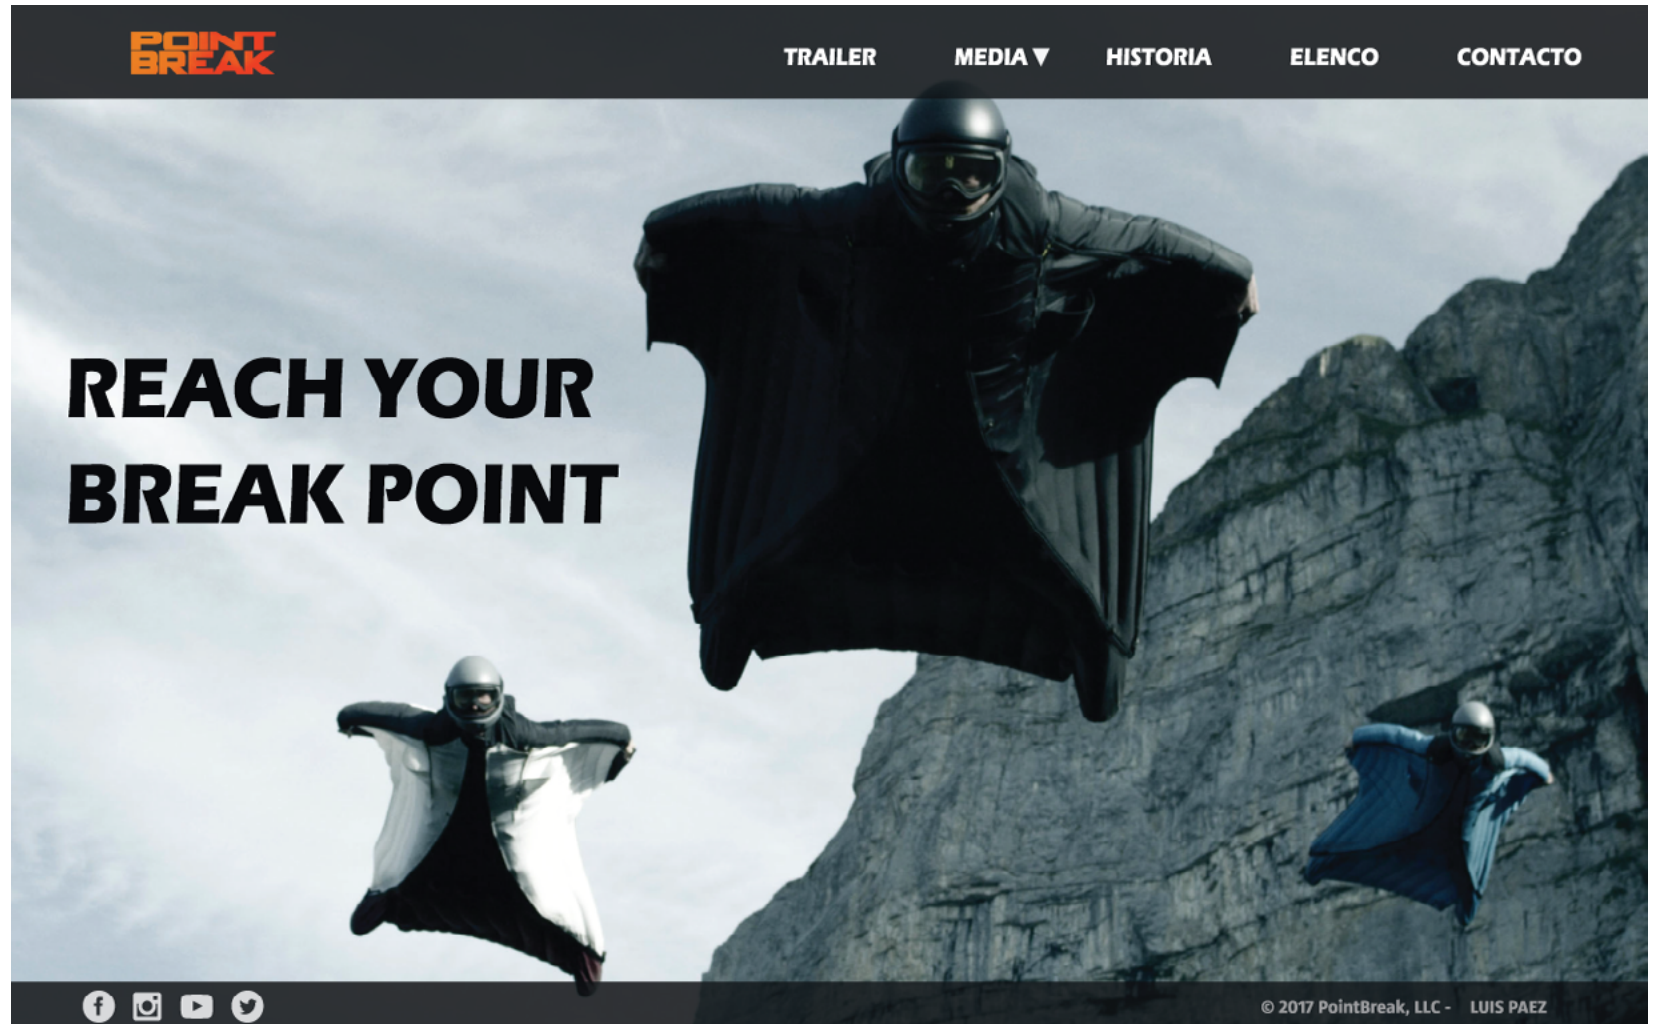 POINT
BREAK
TRAILER MEDIA▼ HISTORIA ELENCO CONTACTO
REACH YOUR
BREAK POINT
© 2017 PointBreak, LLC - LUIS PAEZ